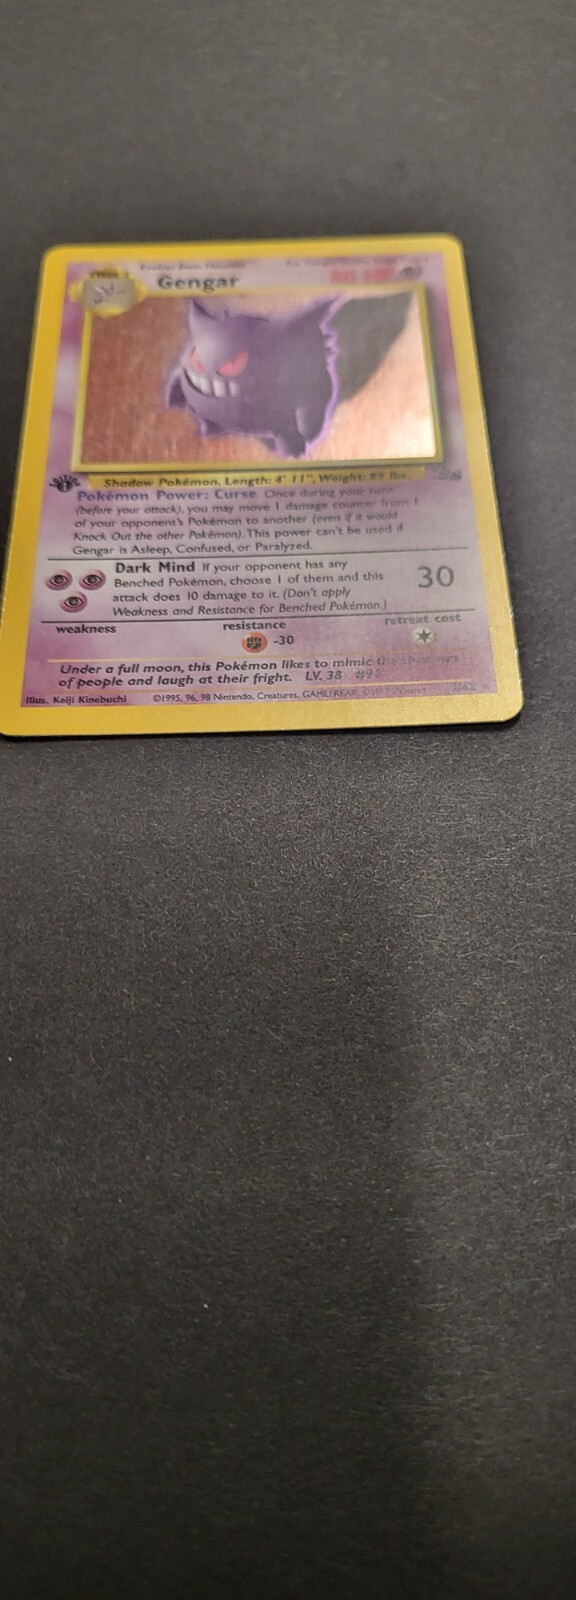 Gengar
80 HP
EDITION
1
Shadow Pokémon. Length: 4' 11", Weight: 89 lbs.
Pokémon Power: Curse Once during your turn
(before your attack), you may move 1 damage counter from 1
of your opponent's Pokémon to another (even if it would
Knock Out the other Pokémon). This power can't be used if
Gengar is Asleep, Confused, or Paralyzed.
Dark Mind If your opponent has any
Benched Pokémon, choose 1 of them and this
attack does 10 damage to it. (Don't apply
Weakness and Resistance for Benched Pokémon.)
30
weakness
resistance
retreat cost
-30
Under a full moon, this Pokémon likes to mimic the
of people and laugh at their fright. LV. 38
Illus. Keiji Kinebuchi
©1995, 96, 98 Nintendo, Creatures, GAMEFREAK.